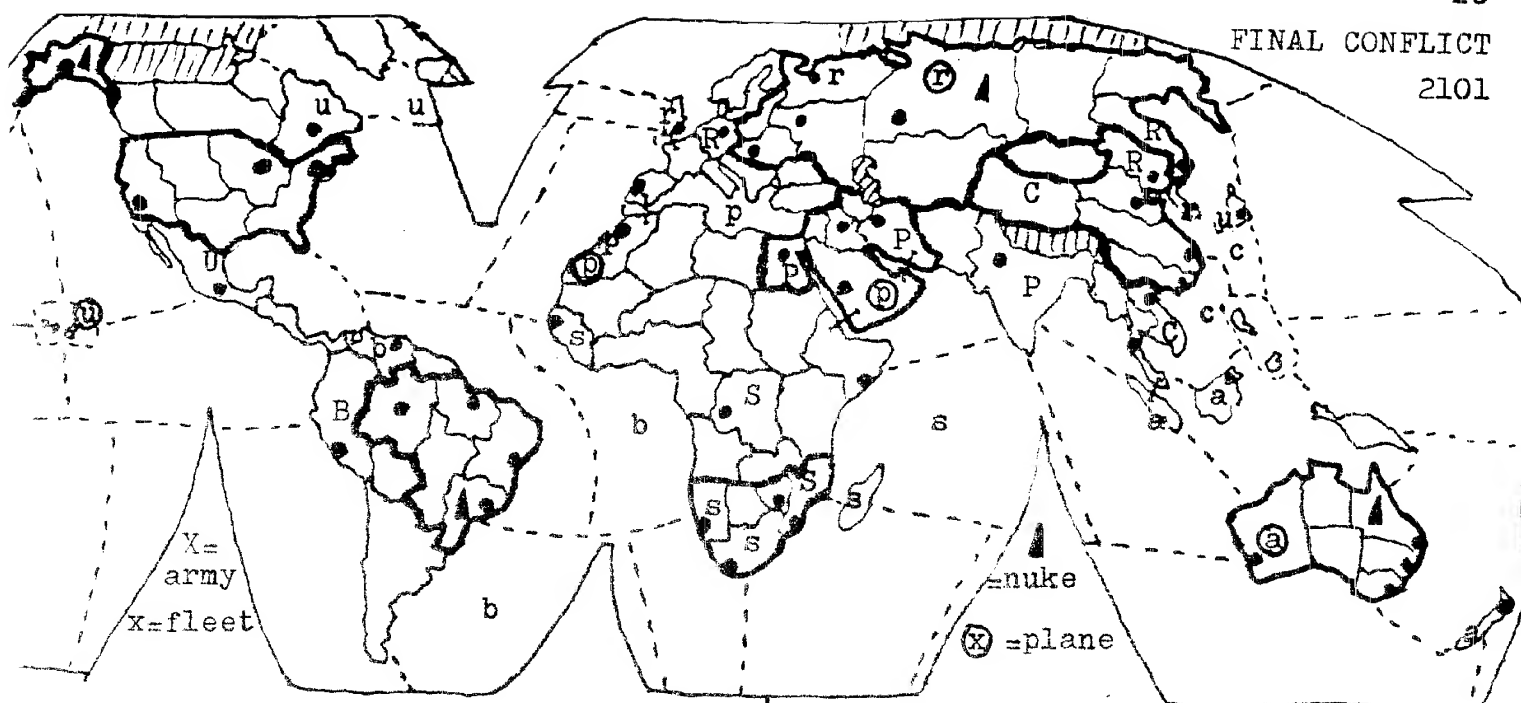 FINAL CONFLICT
2101
r
r
u
u
r
R
R
R
C
P
u
c
p
p
p
P
P
P
p
U
u
s
C
c
B
S
b
s
a
a
S
s
s
s
a
b
a
X=
army
x=fleet
=nuke
x =plane